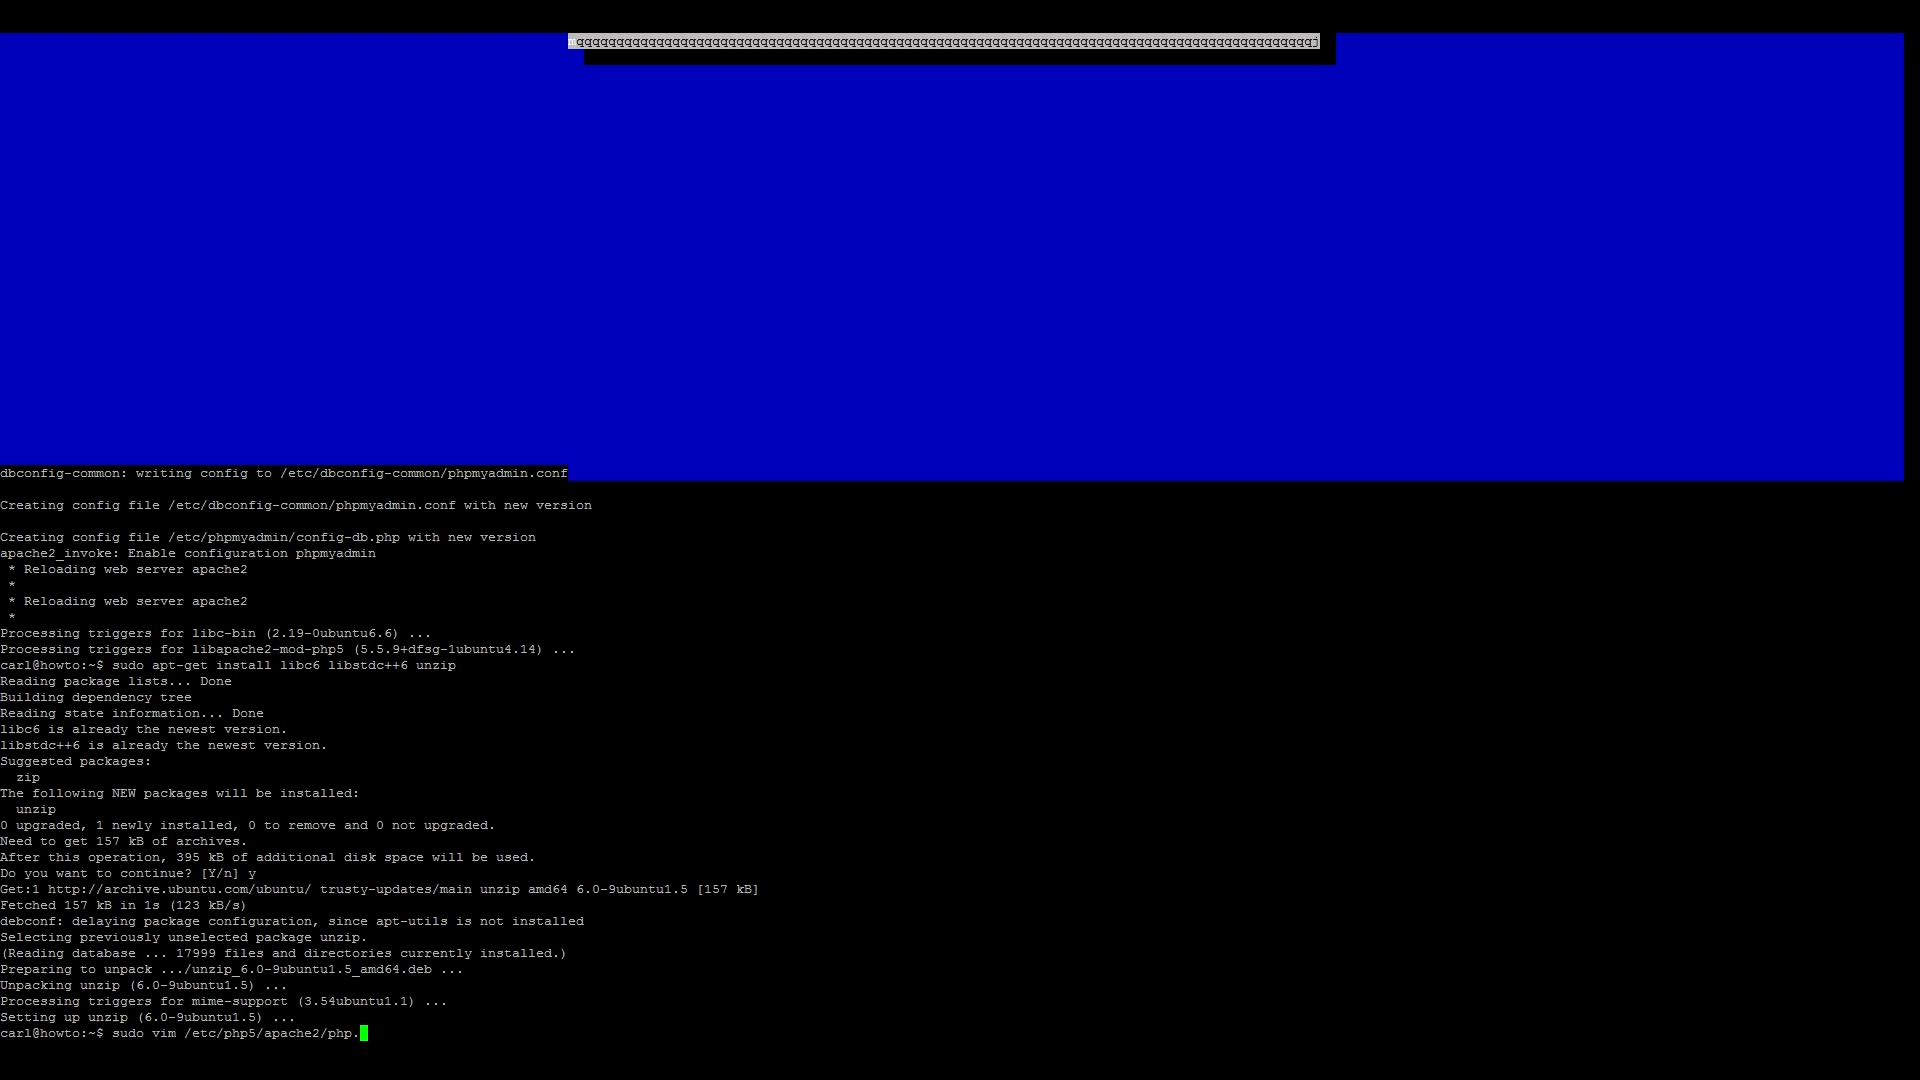 mqqqqqqqqqqqqqqqqqqqqqqqqqqqqqqqqqqqqqqqqqqqqqqqqqqqqqqqqqqqqqqqqqqqqqqqqqqqqqqqqqqqqqqqqqqqqj
dbconfig-common: writing config to /etc/dbconfig-common/phpmyadmin.conf
Creating config file /etc/dbconfig-common/phpmyadmin.conf with new version
Creating config file /etc/phpmyadmin/config-db.php with new version
apache2_invoke: Enable configuration phpmyadmin
 * Reloading web server apache2
 *
 * Reloading web server apache2
 *
Processing triggers for libc-bin (2.19-0ubuntu6.6) ...
Processing triggers for libapache2-mod-php5 (5.5.9+dfsg-1ubuntu4.14) ...
carl@howto:~$ sudo apt-get install libc6 libstdc++6 unzip
Reading package lists... Done
Building dependency tree
Reading state information... Done
libc6 is already the newest version.
libstdc++6 is already the newest version.
Suggested packages:
  zip
The following NEW packages will be installed:
  unzip
0 upgraded, 1 newly installed, 0 to remove and 0 not upgraded.
Need to get 157 kB of archives.
After this operation, 395 kB of additional disk space will be used.
Do you want to continue? [Y/n] y
Get:1 http://archive.ubuntu.com/ubuntu/ trusty-updates/main unzip amd64 6.0-9ubuntu1.5 [157 kB]
Fetched 157 kB in 1s (123 kB/s)
debconf: delaying package configuration, since apt-utils is not installed
Selecting previously unselected package unzip.
(Reading database ... 17999 files and directories currently installed.)
Preparing to unpack .../unzip_6.0-9ubuntu1.5_amd64.deb ...
Unpacking unzip (6.0-9ubuntu1.5) ...
Processing triggers for mime-support (3.54ubuntu1.1) ...
Setting up unzip (6.0-9ubuntu1.5) ...
carl@howto:~$ sudo vim /etc/php5/apache2/php.